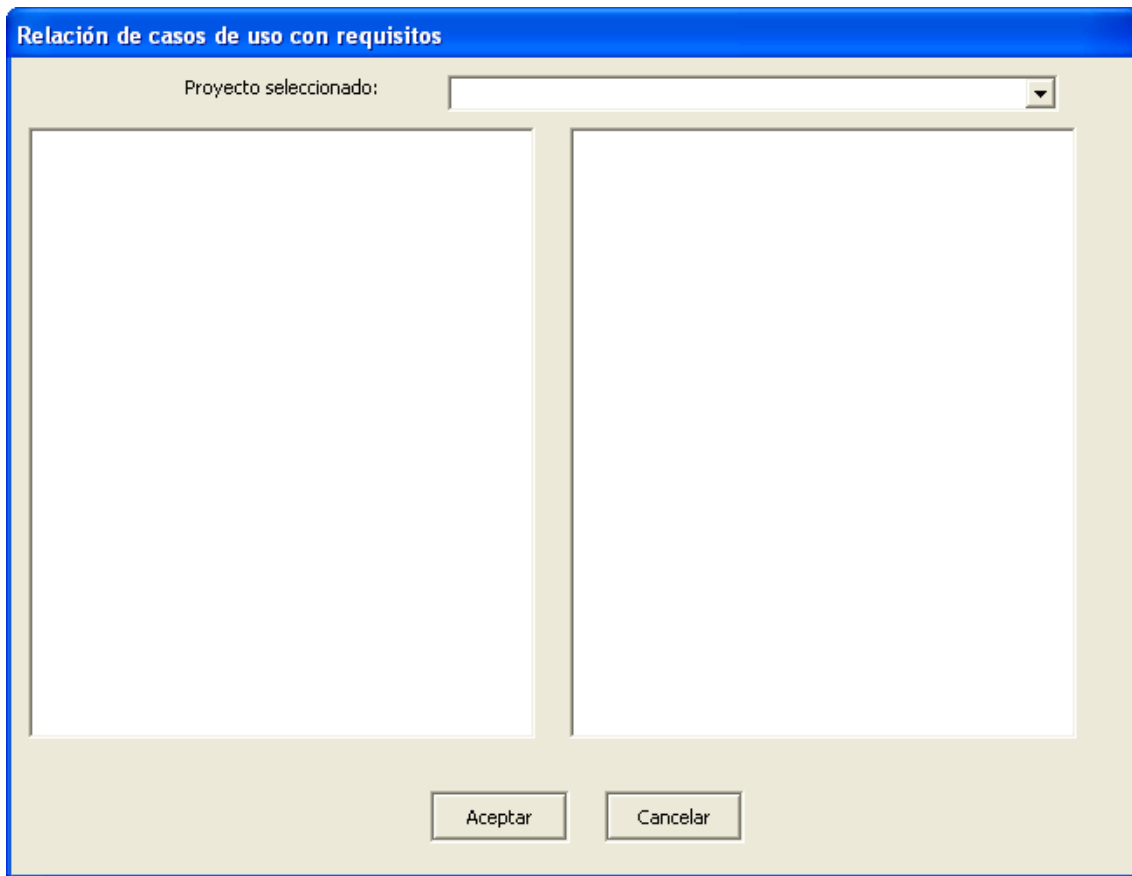 Relación de casos de uso con requisitos
Proyecto seleccionado:
Aceptar
Cancelar